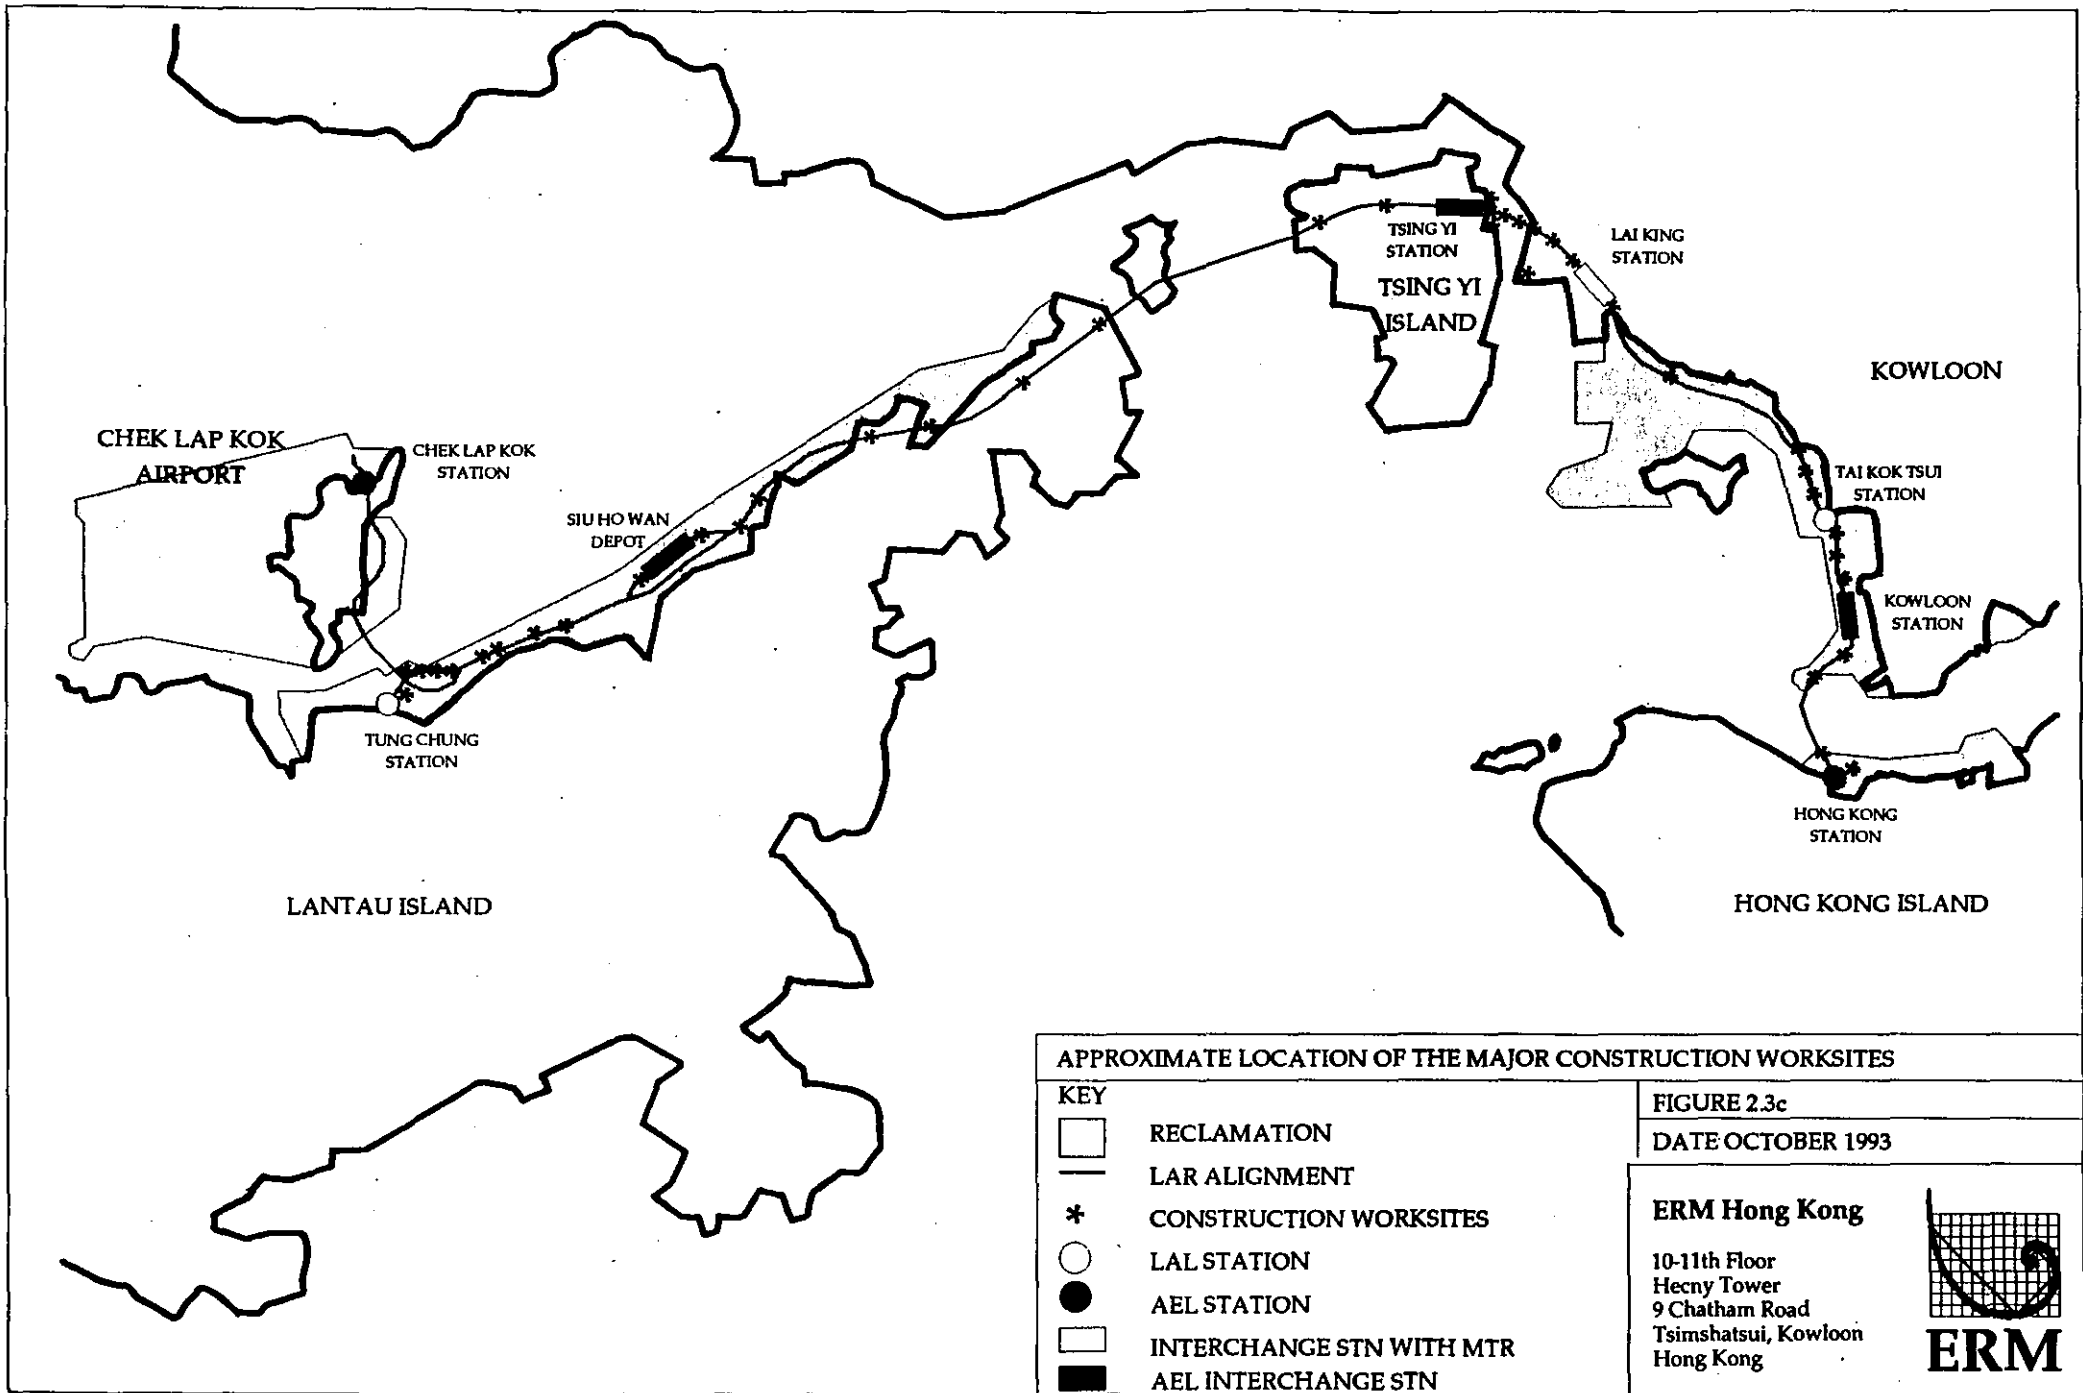 CHEK LAP KOK
AIRPORT
CHEK LAP KOK
STATION
SIU HO WAN
DEPOT
TUNG CHUNG
STATION
LANTAU ISLAND
TSING YI
STATION
TSING YI
ISLAND
LAI KING
STATION
KOWLOON
TAI KOK TSUI
STATION
KOWLOON
STATION
HONG KONG
STATION
HONG KONG ISLAND
APPROXIMATE LOCATION OF THE MAJOR CONSTRUCTION WORKSITES
KEY
RECLAMATION
LAR ALIGNMENT
CONSTRUCTION WORKSITES
LAL STATION
AEL STATION
INTERCHANGE STN WITH MTR
AEL INTERCHANGE STN
FIGURE 2.3c
DATE OCTOBER 1993
ERM Hong Kong
10-11th Floor
Hecny Tower
9 Chatham Road
Tsimshatsui, Kowloon
Hong Kong
ERM